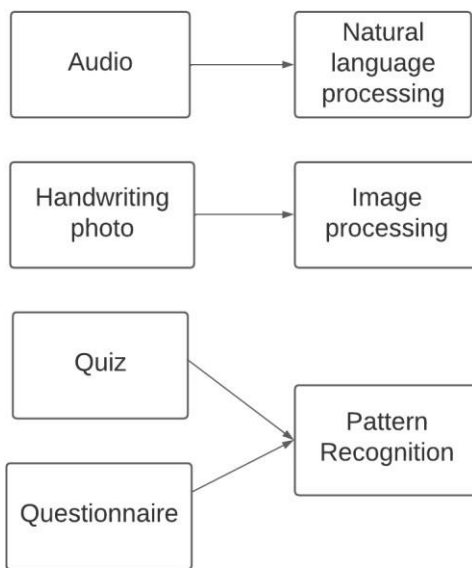 Audio
Natural
language
processing
Handwriting
photo
Image
processing
Quiz
Pattern
Recognition
Questionnaire